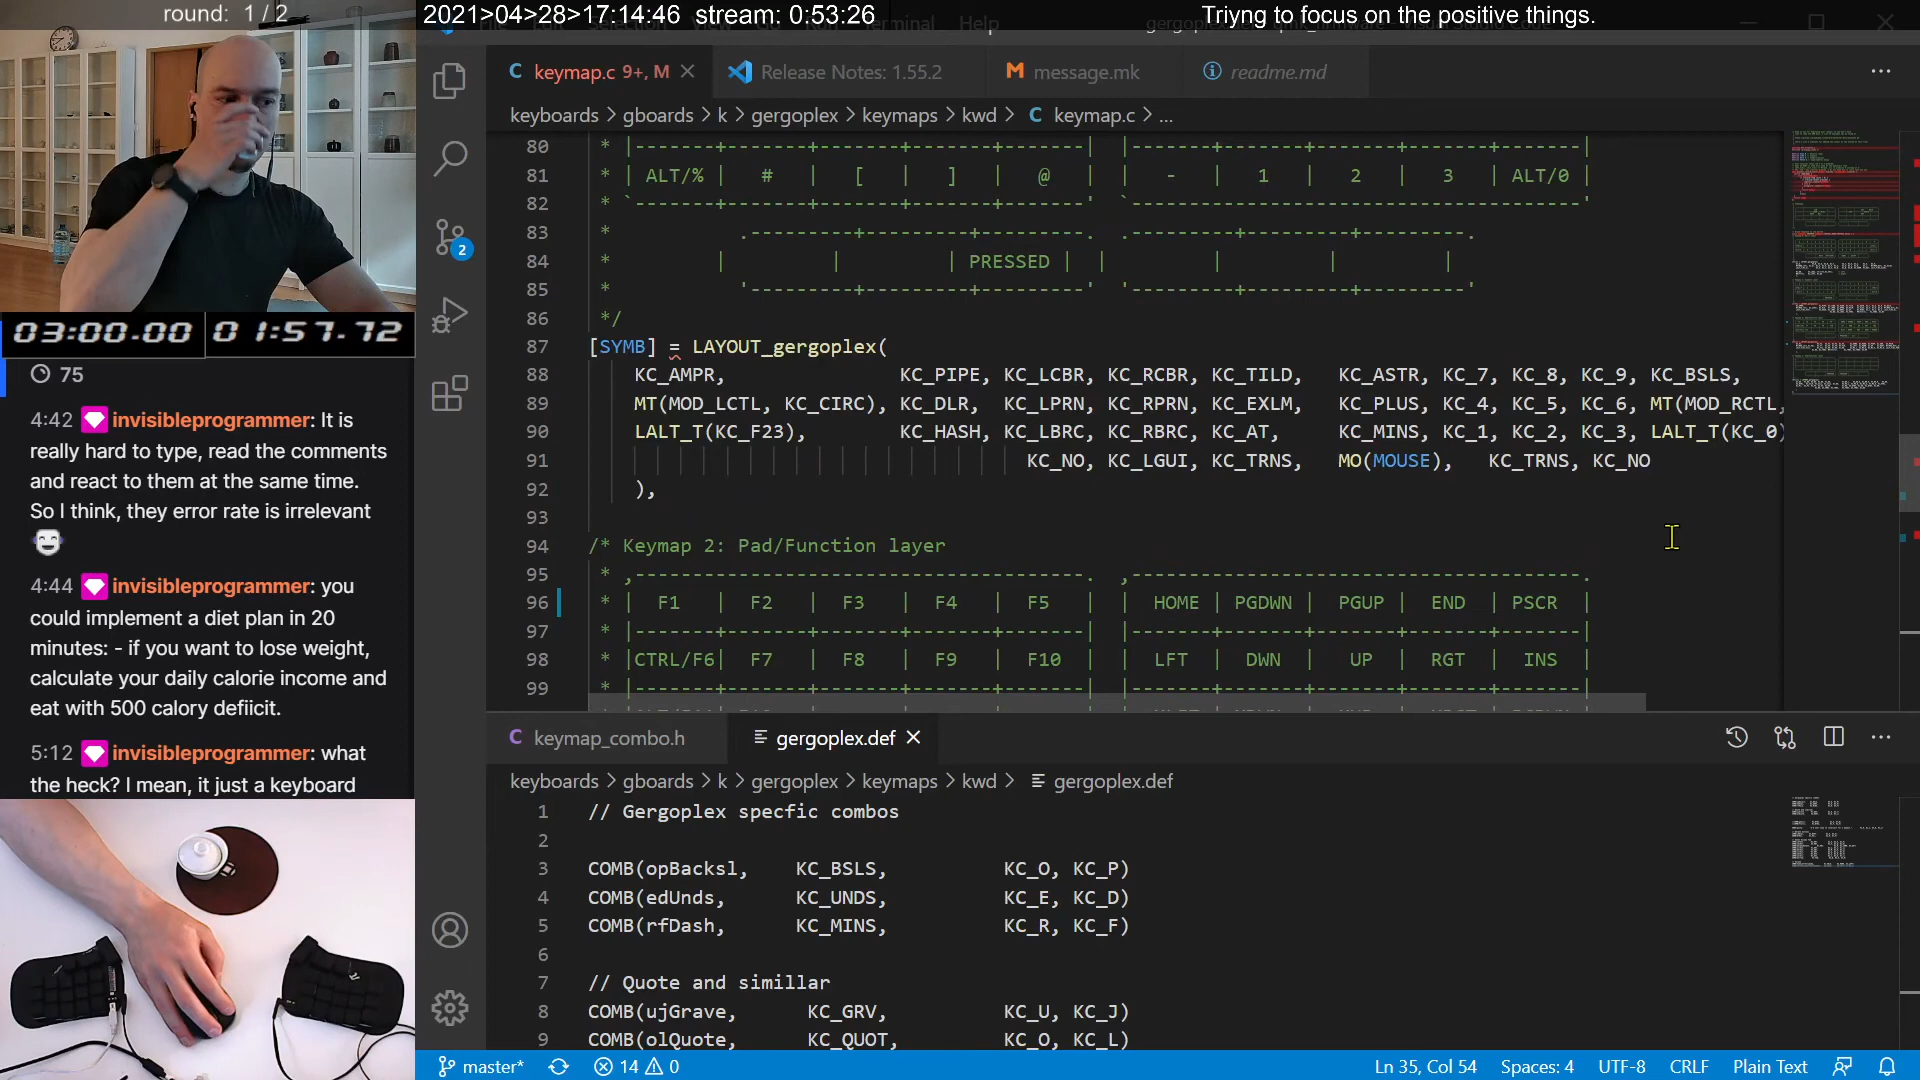 round: 1 / 2
2021>04>28>17:14:46 stream: 0:53:26
Triyng to focus on the positive things.
keymap.c 9+, M
Release Notes: 1.55.2
message.mk
readme.md
keyboards > gboards > k > gergoplex > keymaps > kwd > C keymap.c > ...
80 * |-------+-------+-------+-------+-------| |-------+-------+-------+-------+-------|
81 * | ALT/% | # | [ | ] | @ | | - | 1 | 2 | 3 | ALT/0 |
82 * `-------+-------+-------+-------+-------' `---------------------------------------'
83 * .---------+---------. .---------+---------+---------.
84 * | | | PRESSED | | | | |
85 * '---------+---------+---------' '---------+---------+---------'
86 */
87 [SYMB] = LAYOUT_gergoplex(
88 KC_AMPR, KC_PIPE, KC_LCBR, KC_RCBR, KC_TILD, KC_ASTR, KC_7, KC_8, KC_9, KC_BSLS,
89 MT(MOD_LCTL, KC_CIRC), KC_DLR, KC_LPRN, KC_RPRN, KC_EXLM, KC_PLUS, KC_4, KC_5, KC_6, MT(MOD_RCTL,
90 LALT_T(KC_F23), KC_HASH, KC_LBRC, KC_RBRC, KC_AT, KC_MINS, KC_1, KC_2, KC_3, LALT_T(KC_0)
91 KC_NO, KC_LGUI, KC_TRNS, MO(MOUSE), KC_TRNS, KC_NO
92 ),
93
94 /* Keymap 2: Pad/Function layer
95 * ,---------------------------------------. ,---------------------------------------.
96 * | F1 | F2 | F3 | F4 | F5 | | HOME | PGDWN | PGUP | END | PSCR |
97 * |-------+-------+-------+-------+-------| |-------+-------+-------+-------+-------|
98 * |CTRL/F6| F7 | F8 | F9 | F10 | | LFT | DWN | UP | RGT | INS |
99 * |-------+-------+-------+-------+-------| |-------+-------+-------+-------+-------|
03:00.00 01:57.72
75
4:42 invisibleprogrammer: It is
really hard to type, read the comments
and react to them at the same time.
So I think, they error rate is irrelevant
4:44 invisibleprogrammer: you
could implement a diet plan in 20
minutes: - if you want to lose weight,
calculate your daily calorie income and
eat with 500 calory defiicit.
5:12 invisibleprogrammer: what
the heck? I mean, it just a keyboard
2
keymap_combo.h
gergoplex.def
keyboards > gboards > k > gergoplex > keymaps > kwd > gergoplex.def
1 // Gergoplex specfic combos
2
3 COMB(opBacksl, KC_BSLS, KC_O, KC_P)
4 COMB(edUnds, KC_UNDS, KC_E, KC_D)
5 COMB(rfDash, KC_MINS, KC_R, KC_F)
6
7 // Quote and simillar
8 COMB(ujGrave, KC_GRV, KC_U, KC_J)
9 COMB(olQuote, KC_QUOT, KC_O, KC_L)
master* 14 0 Ln 35, Col 54 Spaces: 4 UTF-8 CRLF Plain Text